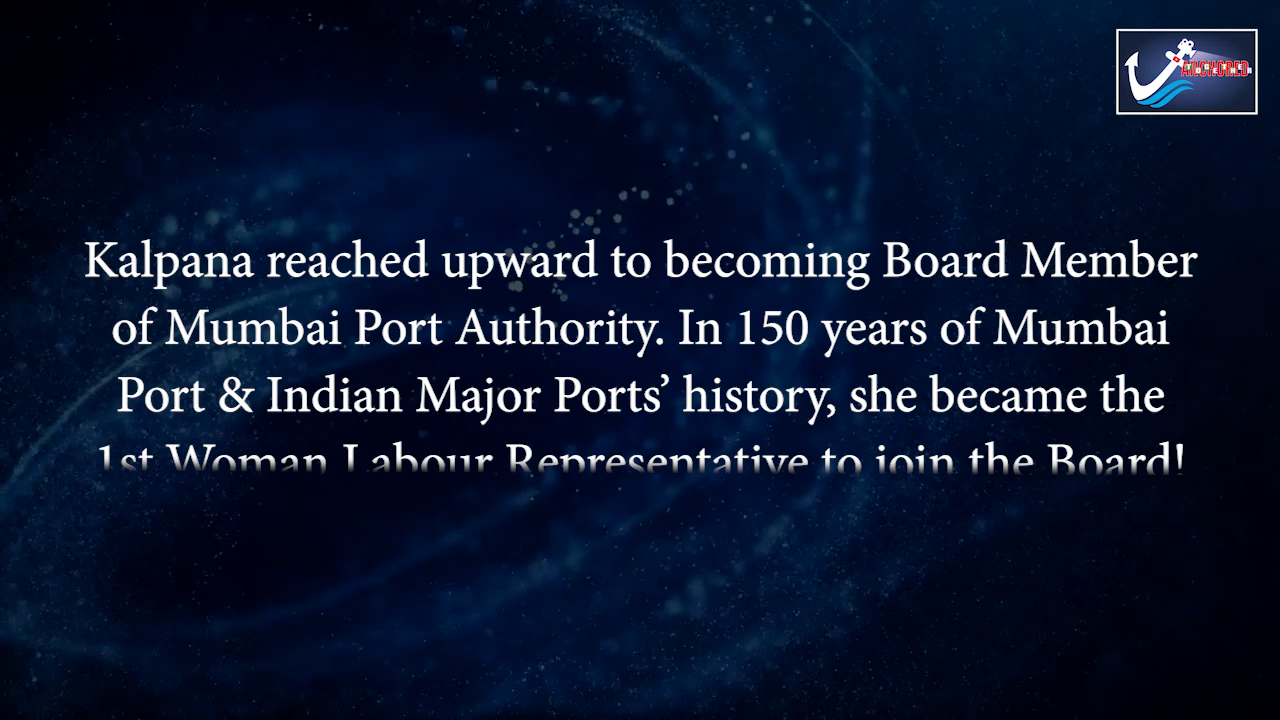 ANCHORED
Kalpana reached upward to becoming Board Member
of Mumbai Port Authority. In 150 years of Mumbai
Port & Indian Major Ports’ history, she became the
1st Woman Labour Representative to join the Board!